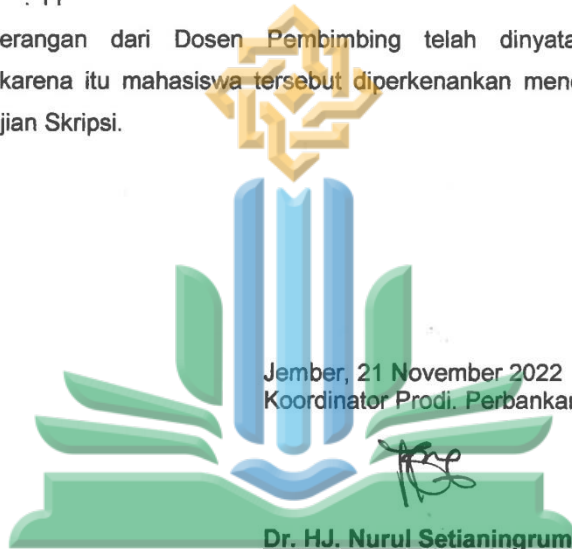 erangan dari Dosen Pembimbing telah dinyata
karena itu mahasiswa tersebut diperkenankan men
jian Skripsi.
Jember, 21 November 2022
Koordinator Prodi. Perbankan
Dr. HJ. Nurul Setianingrum